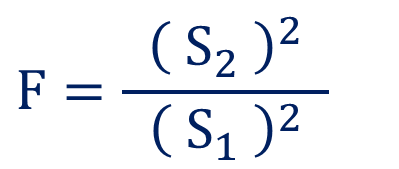 F = ( S₂ )² / ( S₁ )²